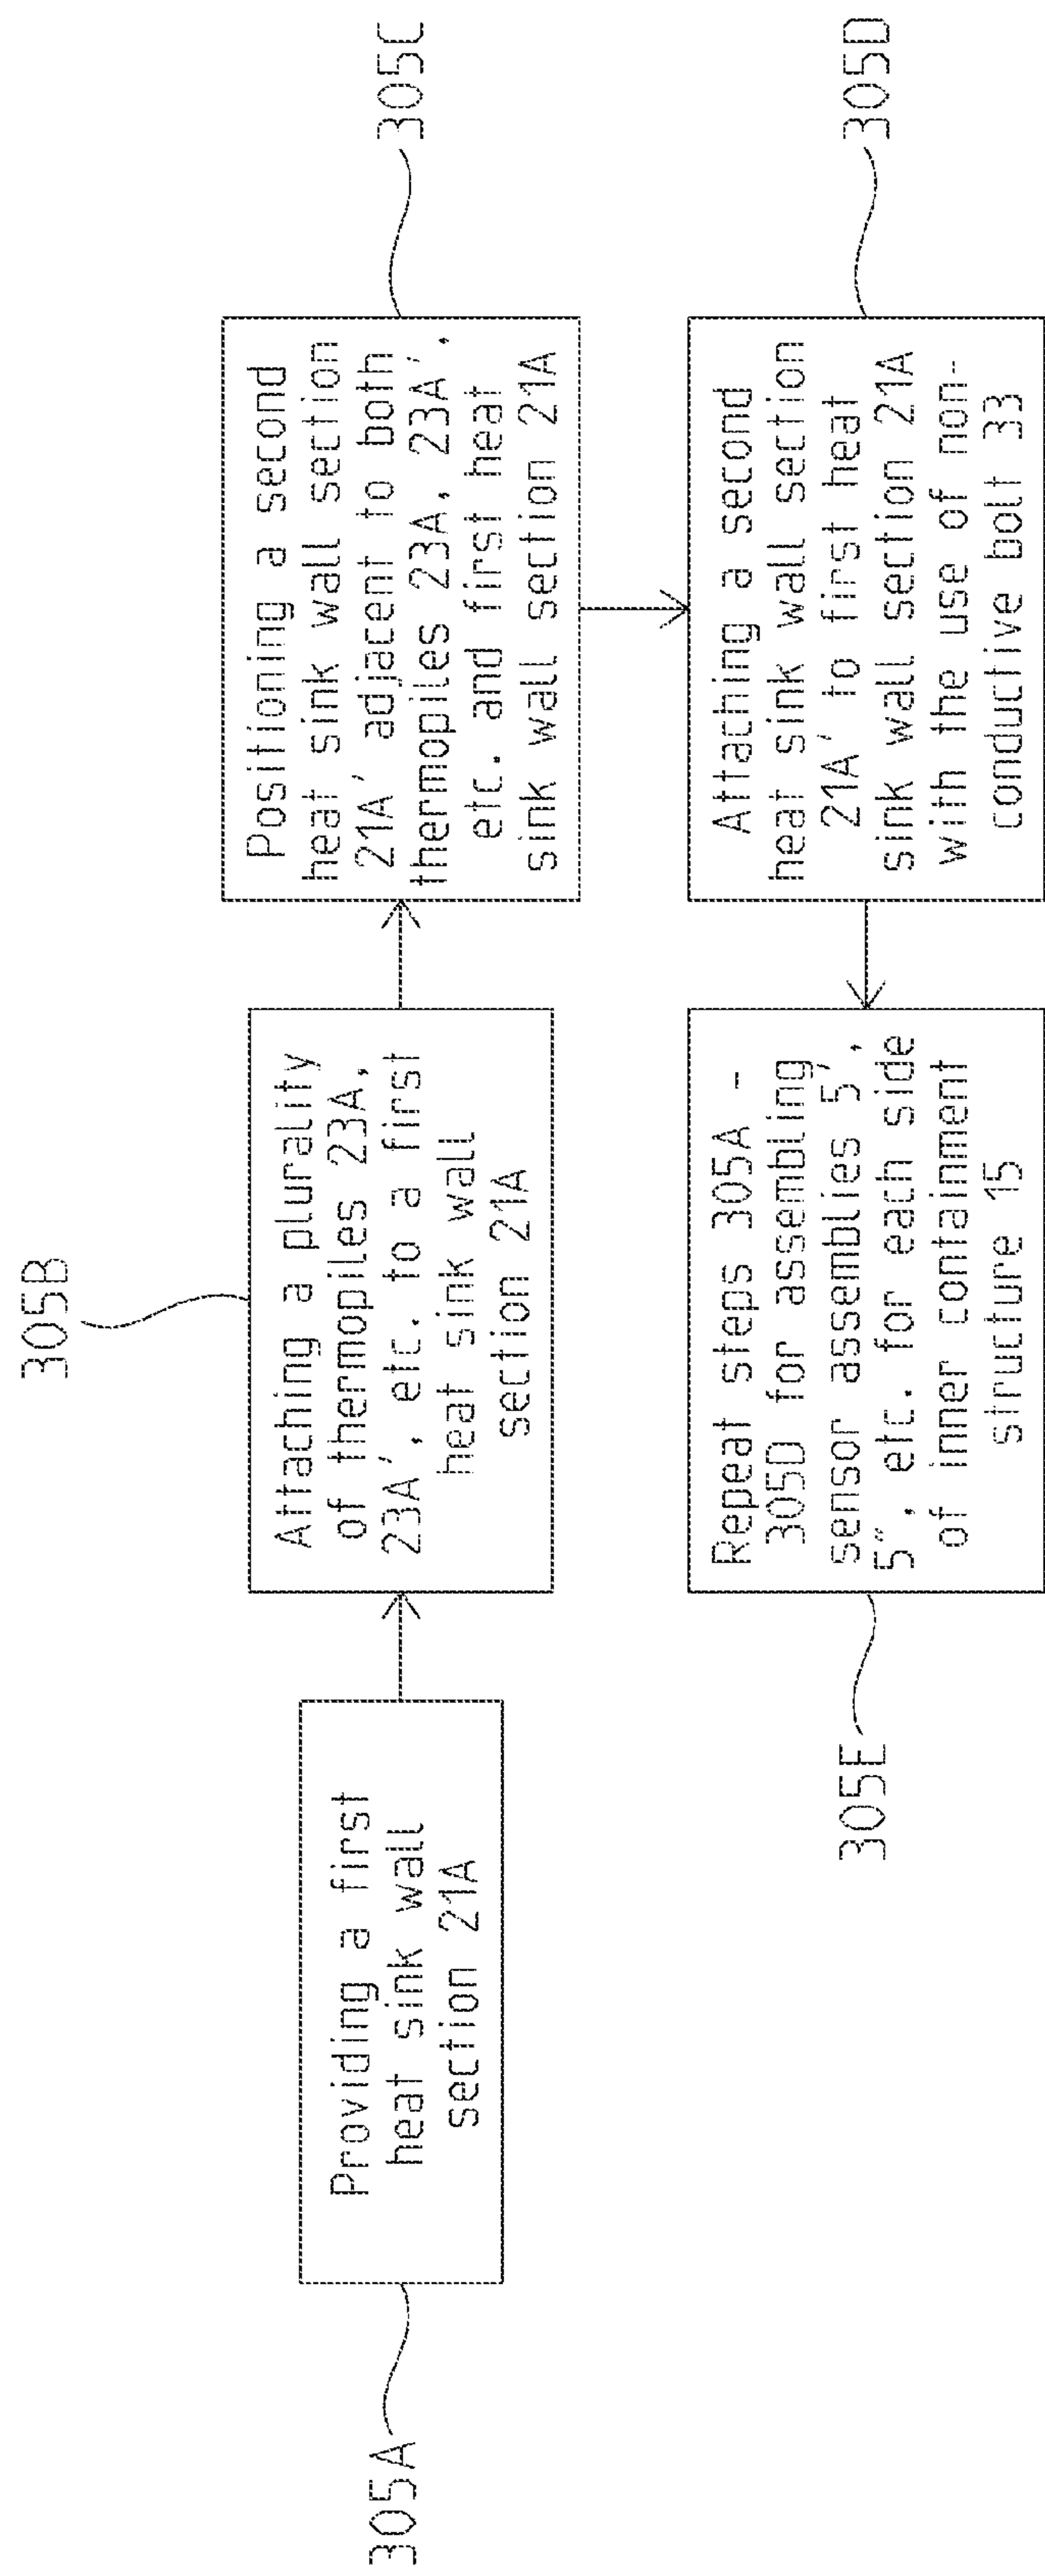 305A
Providing a first
heat sink wall
section 21A
305B
Attaching a plurality
of thermopiles 23A,
23A', etc. to a first
heat sink wall
section 21A
305C
Positioning a second
heat sink wall section
21A' adjacent to both
thermopiles 23A, 23A',
etc. and first heat
sink wall section 21A
305D
Attaching a second
heat sink wall section
21A' to first heat
sink wall section 21A
with the use of non-
conductive bolt 33
305E
Repeat steps 305A -
305D for assembling
sensor assemblies 5',
5", etc. for each side
of inner containment
structure 15